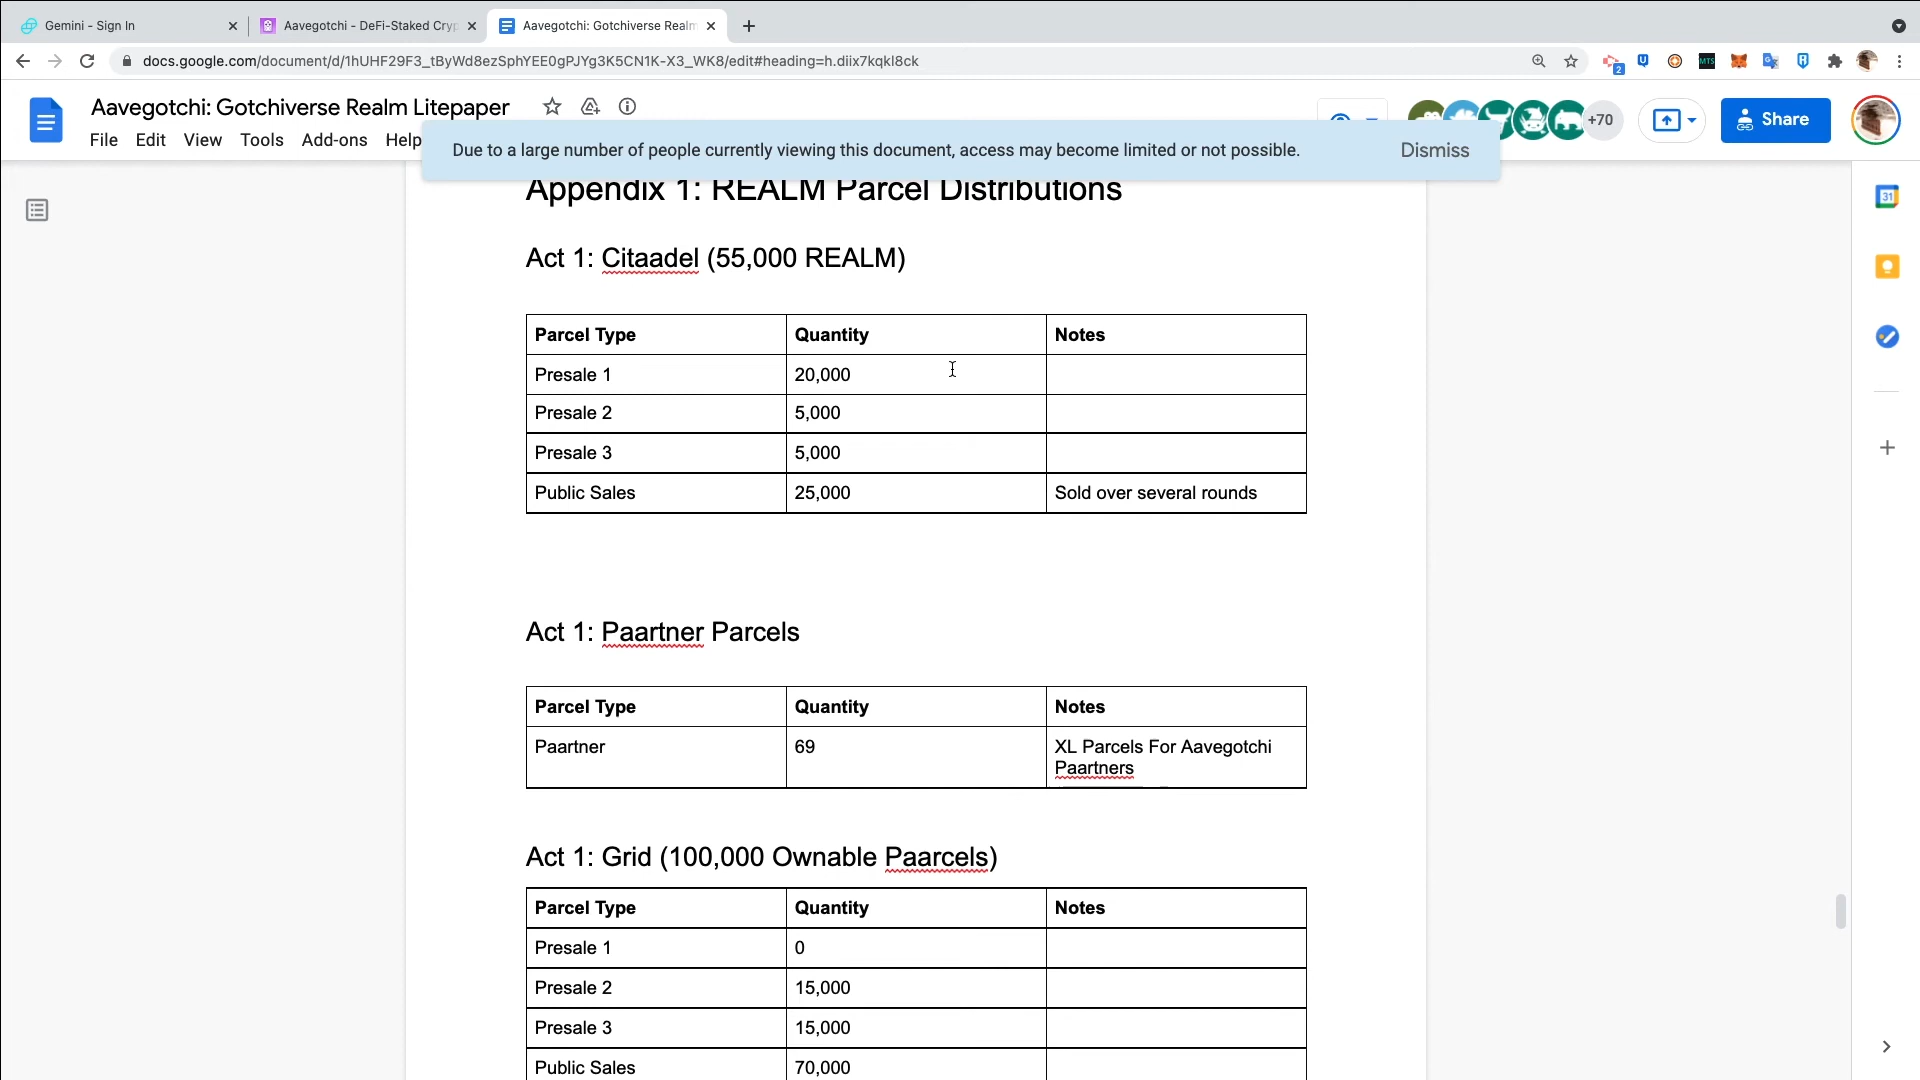 Gemini - Sign In
Aavegotchi - DeFi-Staked Cryp
Aavegotchi: Gotchiverse Realm
docs.google.com/document/d/1hUHF29F3_tByWd8ezSphYEE0gPJYg3K5CN1K-X3_WK8/edit#heading=h.diix7kqkl8ck
2
MTS
Aavegotchi: Gotchiverse Realm Litepaper
+70
Share
File Edit View Tools Add-ons Help
Due to a large number of people currently viewing this document, access may become limited or not possible.
Dismiss
31
Appendix 1: REALM Parcel Distributions
Act 1: Citaadel (55,000 REALM)
Parcel Type Quantity Notes
Presale 1 20,000
Presale 2 5,000
Presale 3 5,000
Public Sales 25,000 Sold over several rounds
Act 1: Paartner Parcels
Parcel Type Quantity Notes
Paartner 69 XL Parcels For Aavegotchi
Paartners
Act 1: Grid (100,000 Ownable Paarcels)
Parcel Type Quantity Notes
Presale 1 0
Presale 2 15,000
Presale 3 15,000
Public Sales 70,000